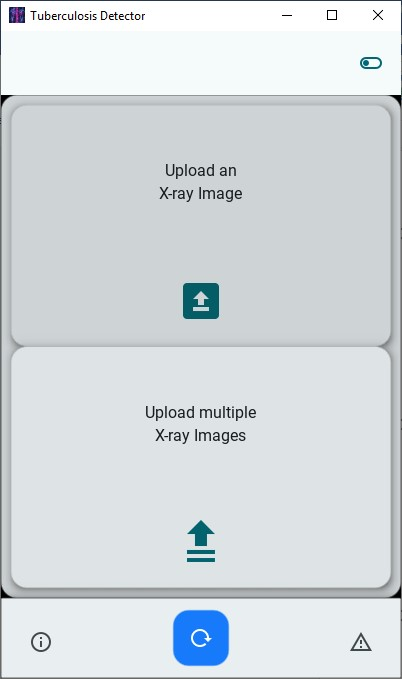 Tuberculosis Detector
Upload an
X-ray Image
Upload multiple
X-ray Images